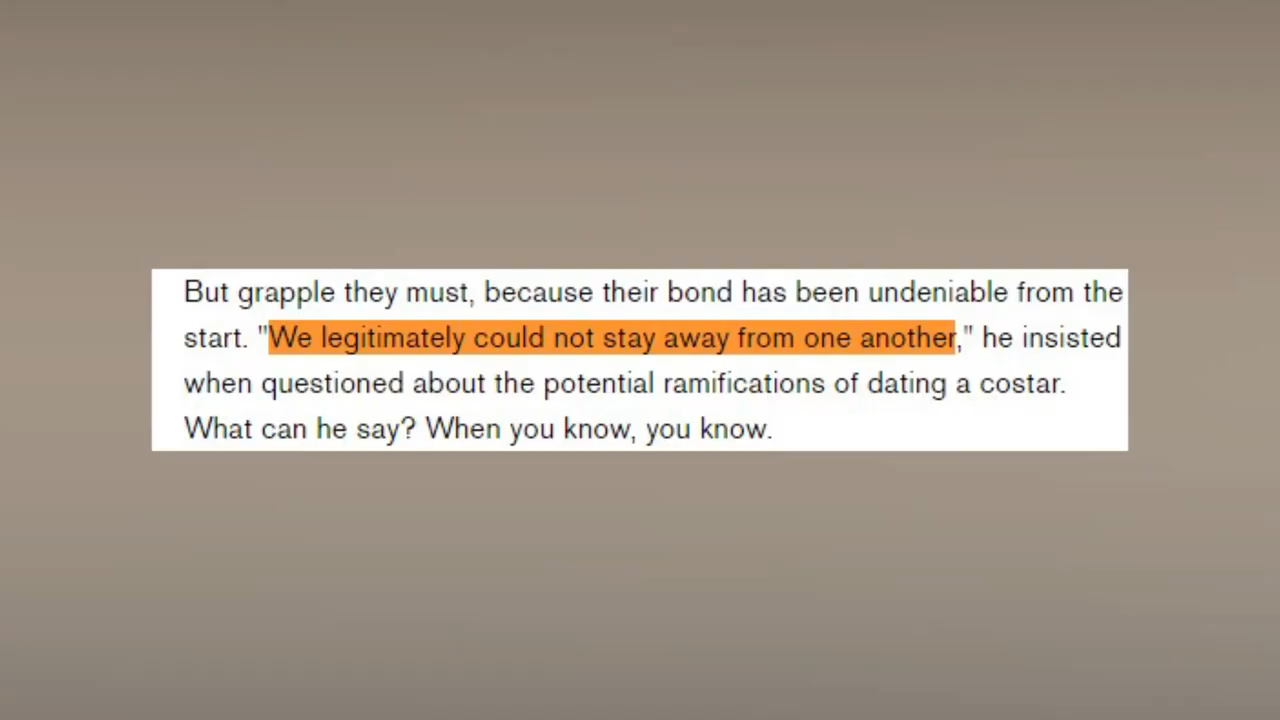 But grapple they must, because their bond has been undeniable from the
start. "We legitimately could not stay away from one another," he insisted
when questioned about the potential ramifications of dating a costar.
What can he say? When you know, you know.